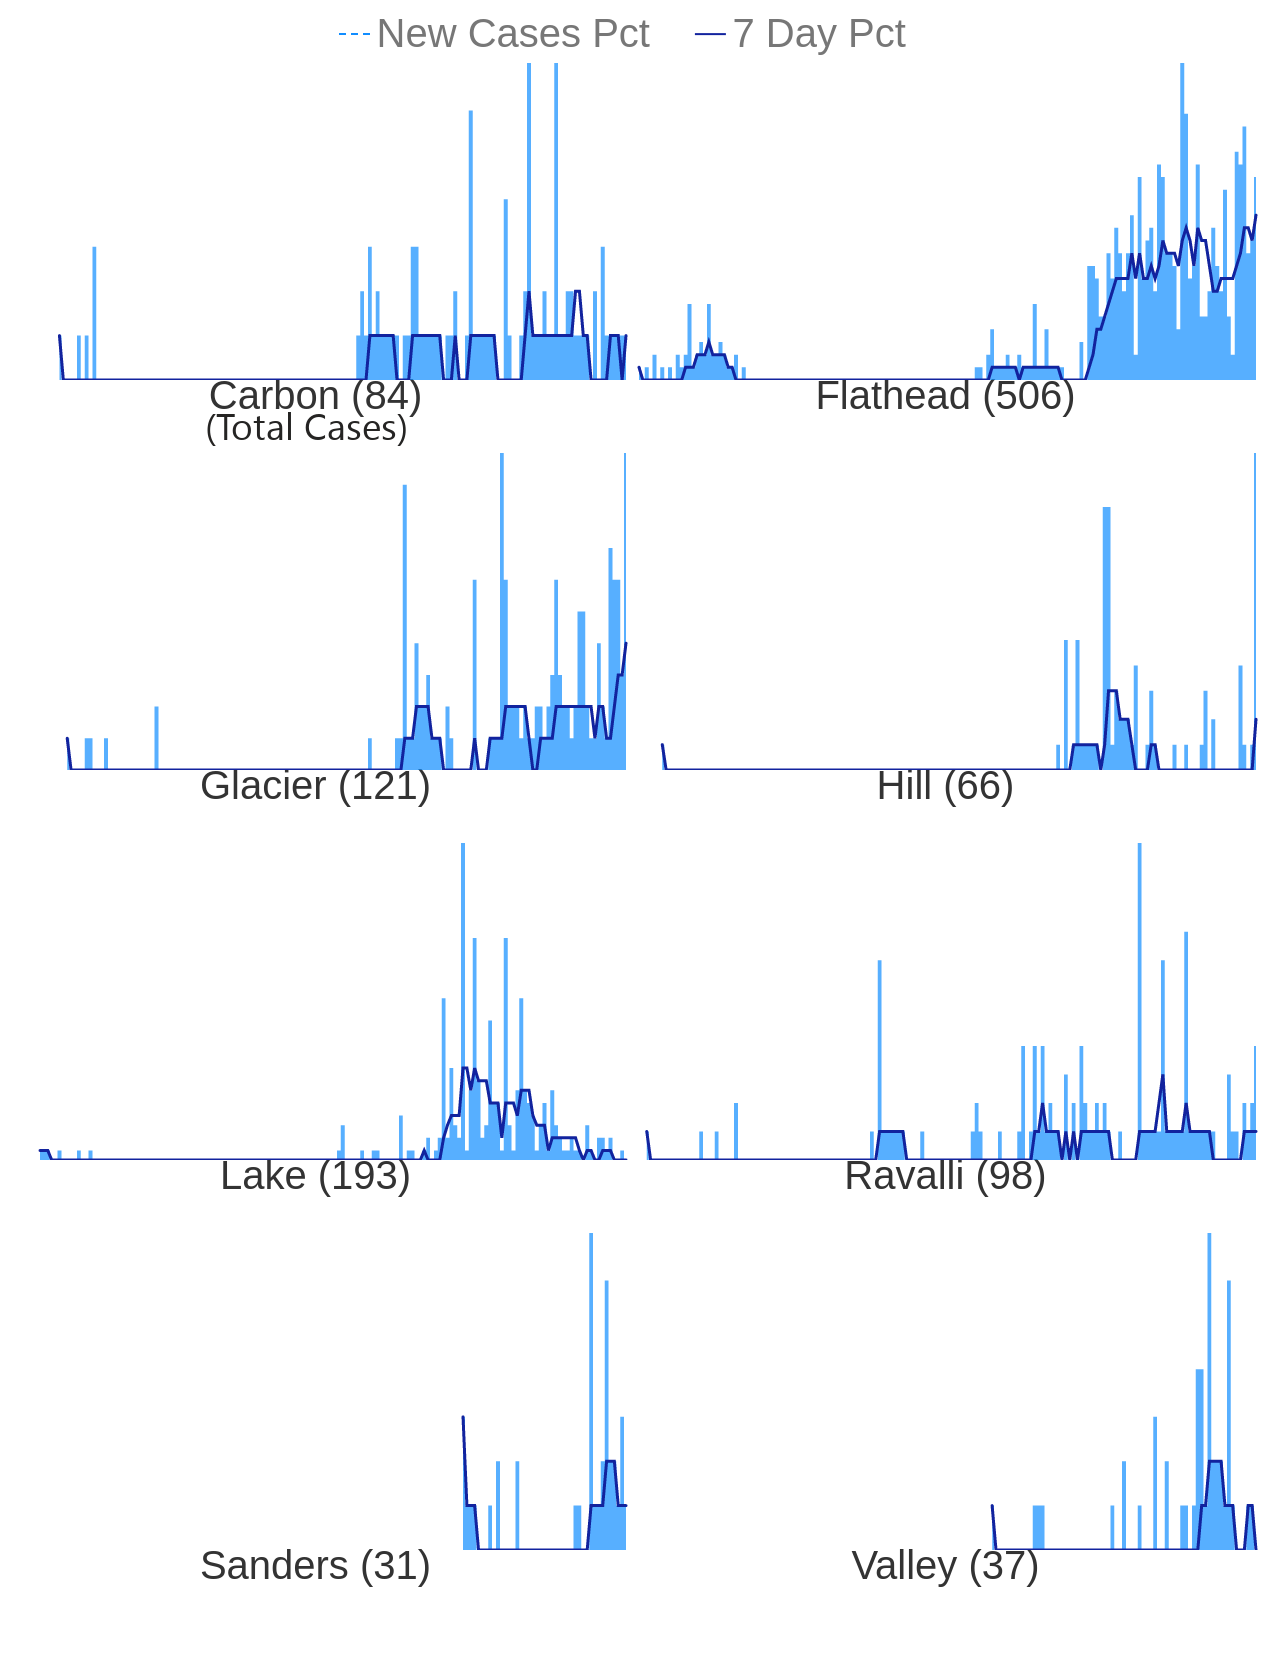 New Cases Pct 7 Day Pct
Carbon (84) Flathead (506)
(Total Cases)
Glacier (121) Hill (66)
Lake (193) Ravalli (98)
Sanders (31) Valley (37)